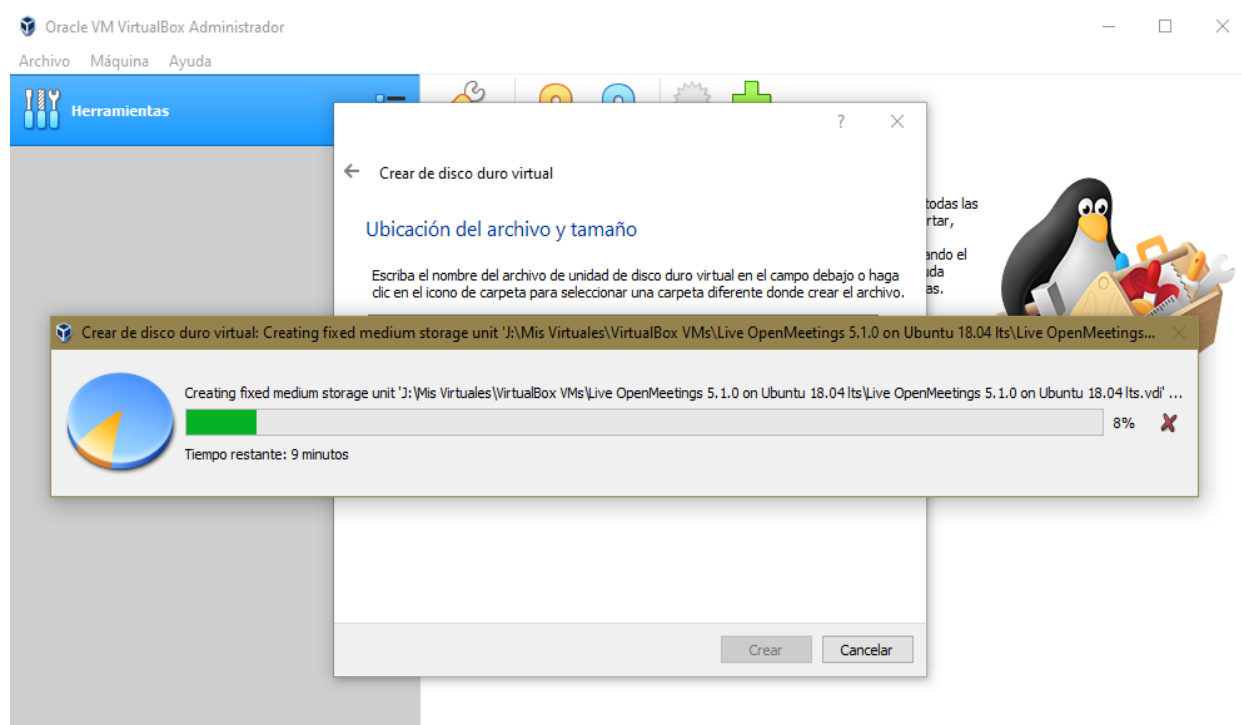 Oracle VM VirtualBox Administrador
Archivo Máquina Ayuda
Herramientas
?
Crear de disco duro virtual
Ubicación del archivo y tamaño
Escriba el nombre del archivo de unidad de disco duro virtual en el campo debajo o haga
clic en el icono de carpeta para seleccionar una carpeta diferente donde crear el archivo.
todas las
rtar,
ando el
uda
as.
Crear de disco duro virtual: Creating fixed medium storage unit 'J:\Mis Virtuales\VirtualBox VMs\Live OpenMeetings 5.1.0 on Ubuntu 18.04 lts\Live OpenMeetings...
Creating fixed medium storage unit 'J:\Mis Virtuales\VirtualBox VMs\Live OpenMeetings 5.1.0 on Ubuntu 18.04 lts\Live OpenMeetings 5.1.0 on Ubuntu 18.04 lts.vdi' ...
8%
Tiempo restante: 9 minutos
Crear Cancelar